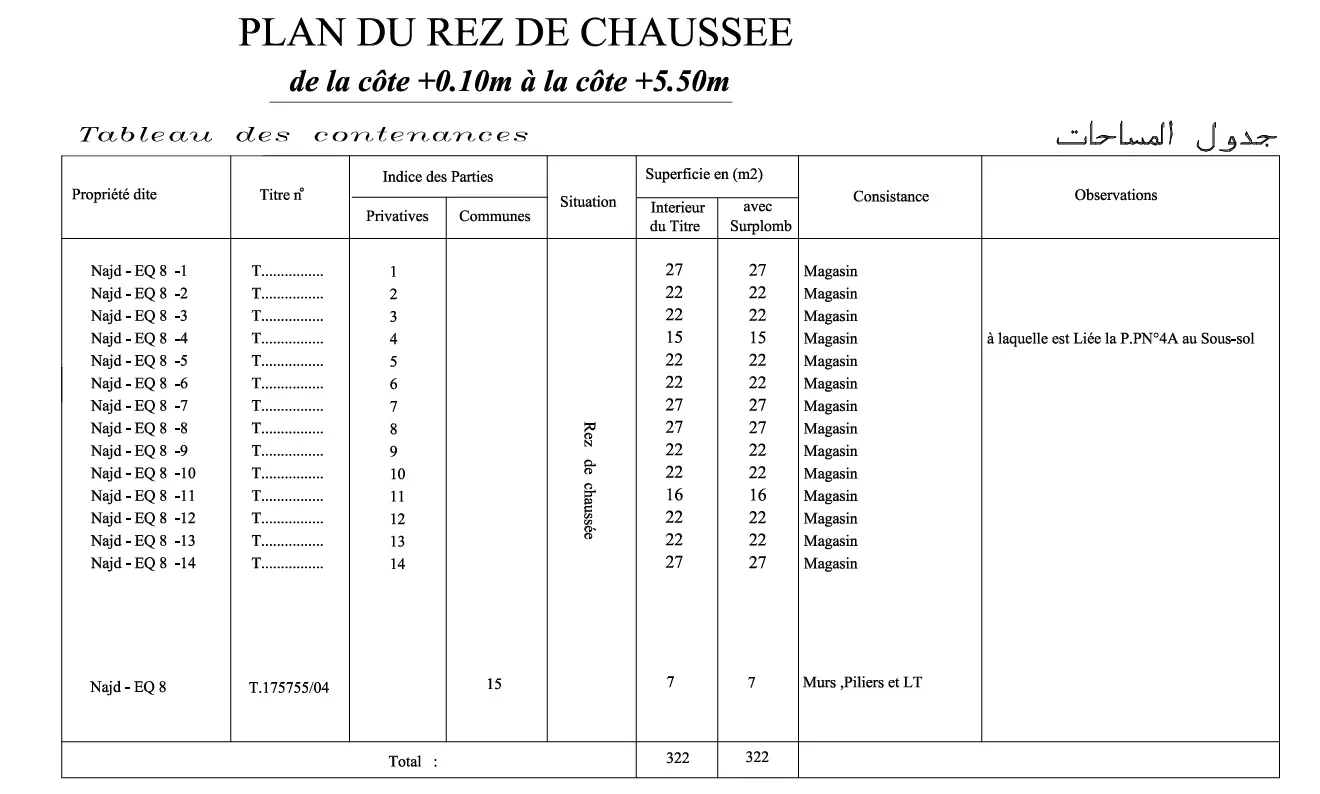 PLAN DU REZ DE CHAUSSEE
de la côte +0.10m à la côte +5.50m
Tableau des contenances جدول المساحات
Propriété dite Titre n° Indice des Parties Situation Superficie en (m2) Consistance Observations
Privatives Communes Interieur du Titre avec Surplomb
Najd - EQ 8 -1 T................ 1 27 27 Magasin
Najd - EQ 8 -2 T................ 2 22 22 Magasin
Najd - EQ 8 -3 T................ 3 22 22 Magasin
Najd - EQ 8 -4 T................ 4 15 15 Magasin à laquelle est Liée la P.PN°4A au Sous-sol
Najd - EQ 8 -5 T................ 5 22 22 Magasin
Najd - EQ 8 -6 T................ 6 22 22 Magasin
Najd - EQ 8 -7 T................ 7 27 27 Magasin
Najd - EQ 8 -8 T................ 8 27 27 Magasin
Najd - EQ 8 -9 T................ 9 22 22 Magasin
Najd - EQ 8 -10 T................ 10 22 22 Magasin
Najd - EQ 8 -11 T................ 11 16 16 Magasin
Najd - EQ 8 -12 T................ 12 22 22 Magasin
Najd - EQ 8 -13 T................ 13 22 22 Magasin
Najd - EQ 8 -14 T................ 14 27 27 Magasin
Rez de chaussée
Najd - EQ 8 T.175755/04 15 7 7 Murs ,Piliers et LT
Total : 322 322